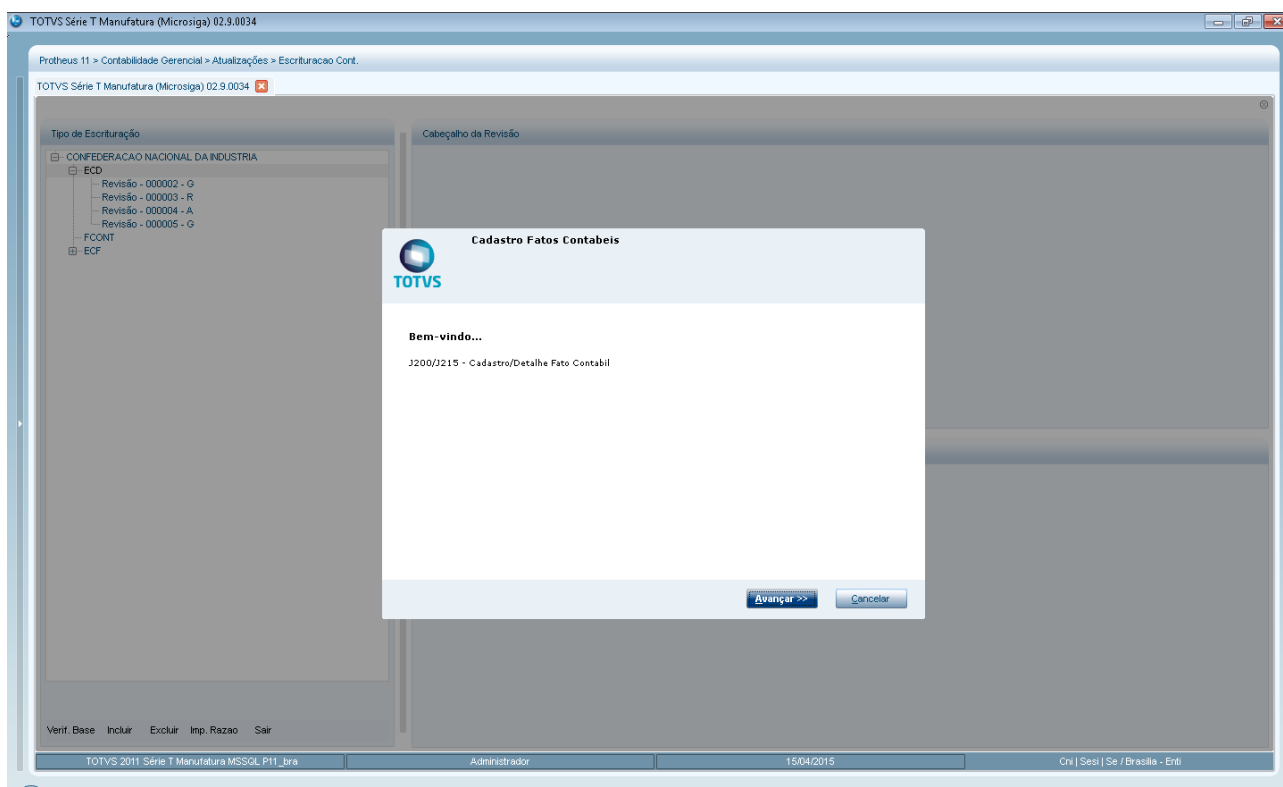 TOTVS Série T Manufatura (Microsiga) 02.9.0034
Protheus 11 > Contabilidade Gerencial > Atualizações > Escrituracao Cont.
TOTVS Série T Manufatura (Microsiga) 02.9.0034
Tipo de Escrituração
Cabeçalho da Revisão
CONFEDERACAO NACIONAL DA INDUSTRIA
ECD
Revisão - 000002 - G
Revisão - 000003 - R
Revisão - 000004 - A
Revisão - 000005 - G
FCONT
ECF
Cadastro Fatos Contabeis
TOTVS
Bem-vindo...
J200/J215 - Cadastro/Detalhe Fato Contabil
Avançar >> Cancelar
Verif. Base Incluir Excluir Imp. Razao Sair
TOTVS 2011 Série T Manufatura MSSQL P11_bra Administrador 15/04/2015 Cni | Sesi | Se / Brasilia - Enti